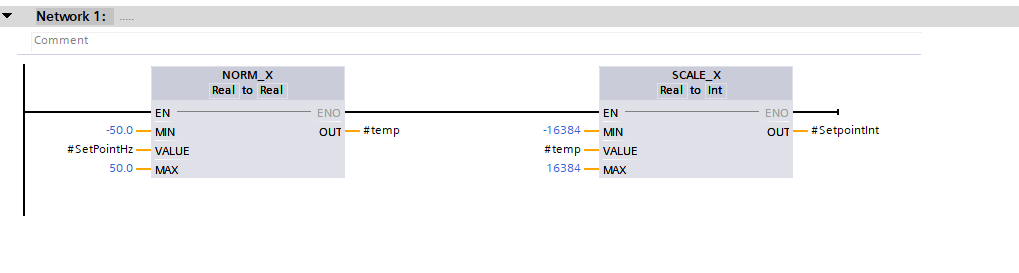 Network 1: .....
Comment
NORM_X SCALE_X
Real to Real Real to Int
EN ENO EN ENO
-50.0 MIN OUT #temp -16384 MIN OUT #SetpointInt
#SetPointHz VALUE #temp VALUE
50.0 MAX 16384 MAX